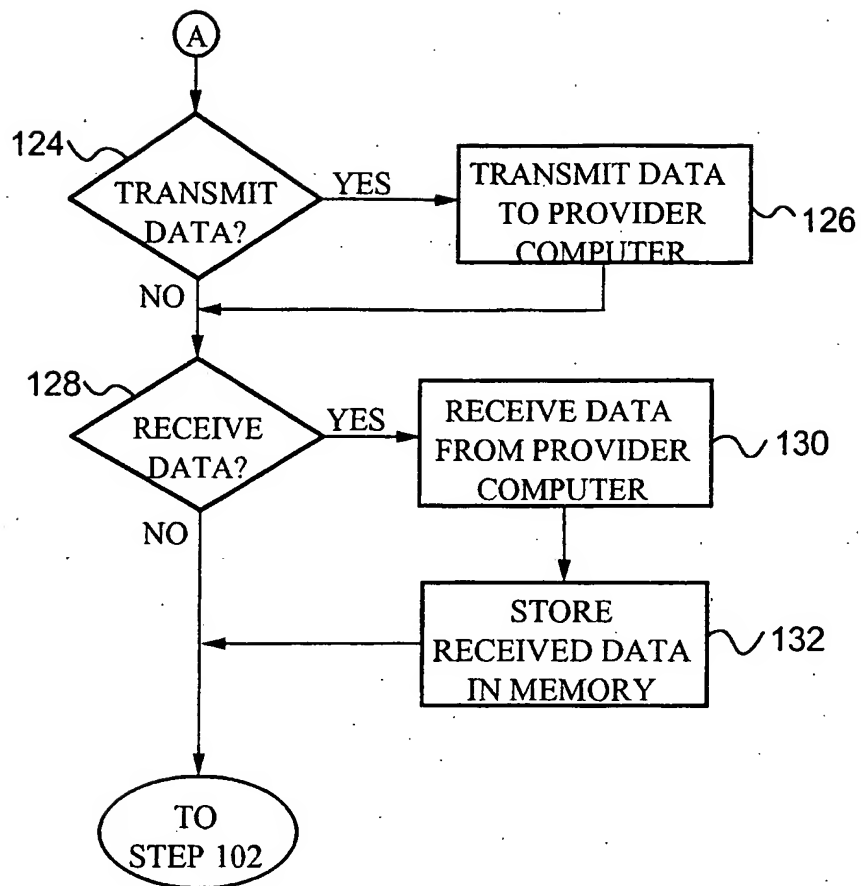 A
124
TRANSMIT
DATA?
YES
TRANSMIT DATA
TO PROVIDER
COMPUTER
126
NO
128
RECEIVE
DATA?
YES
RECEIVE DATA
FROM PROVIDER
COMPUTER
130
NO
STORE
RECEIVED DATA
IN MEMORY
132
TO
STEP 102